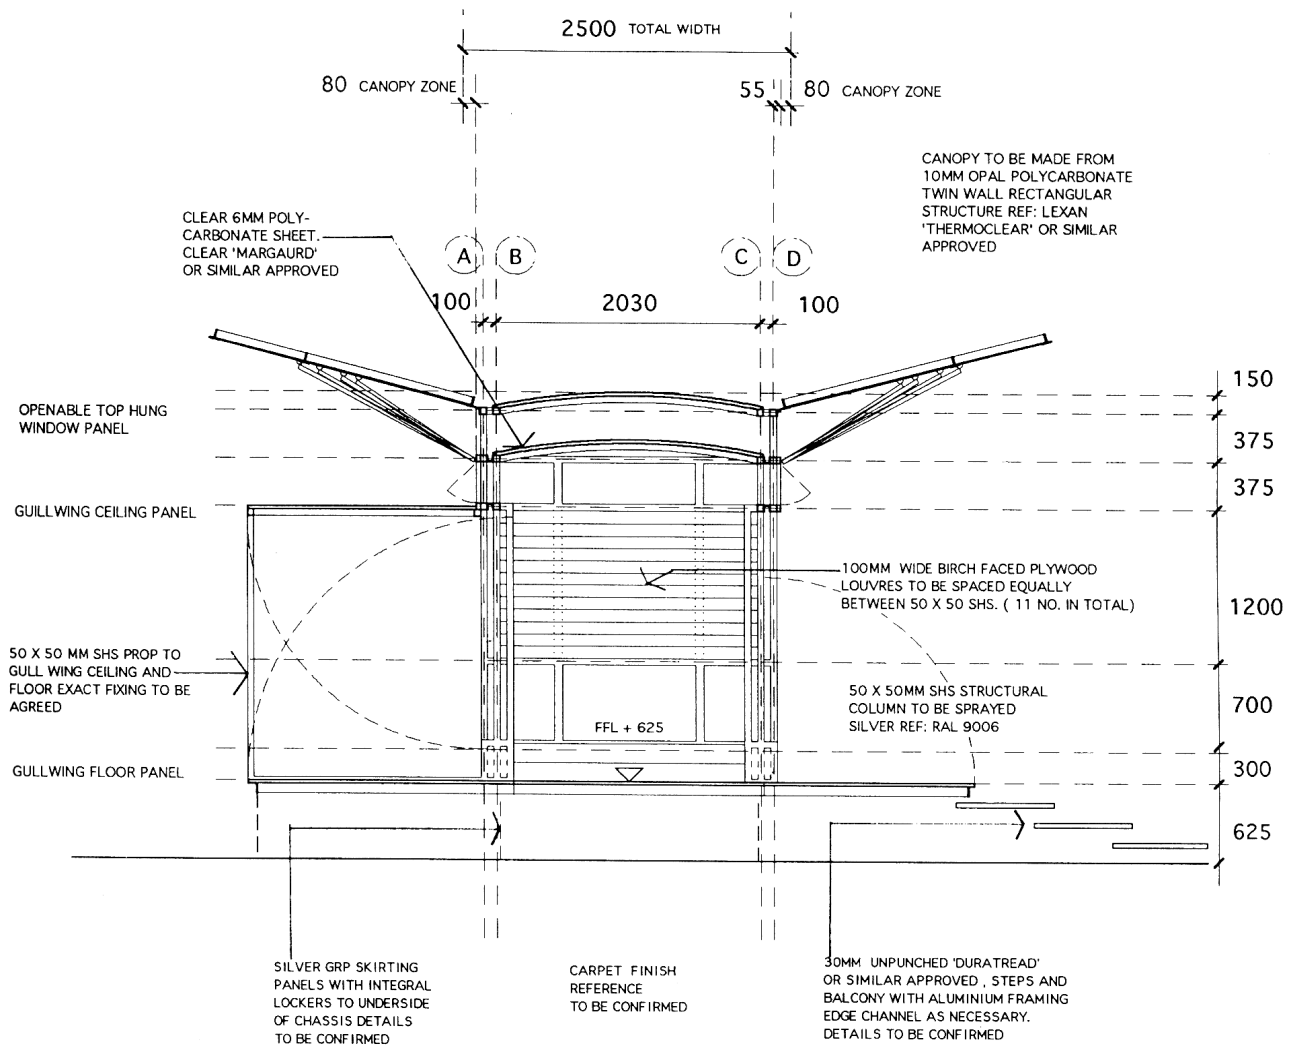 2500 TOTAL WIDTH
80 CANOPY ZONE
55
80 CANOPY ZONE
CANOPY TO BE MADE FROM
10MM OPAL POLYCARBONATE
TWIN WALL RECTANGULAR
STRUCTURE REF: LEXAN
'THERMOCLEAR' OR SIMILAR
APPROVED
CLEAR 6MM POLY-
CARBONATE SHEET.
CLEAR 'MARGAURD'
OR SIMILAR APPROVED
A
B
C
D
100
2030
100
OPENABLE TOP HUNG
WINDOW PANEL
GUILLWING CEILING PANEL
50 X 50 MM SHS PROP TO
GULL WING CEILING AND
FLOOR EXACT FIXING TO BE
AGREED
GULLWING FLOOR PANEL
100MM WIDE BIRCH FACED PLYWOOD
LOUVRES TO BE SPACED EQUALLY
BETWEEN 50 X 50 SHS. ( 11 NO. IN TOTAL)
50 X 50MM SHS STRUCTURAL
COLUMN TO BE SPRAYED
SILVER REF: RAL 9006
FFL + 625
150
375
375
1200
700
300
625
SILVER GRP SKIRTING
PANELS WITH INTEGRAL
LOCKERS TO UNDERSIDE
OF CHASSIS DETAILS
TO BE CONFIRMED
CARPET FINISH
REFERENCE
TO BE CONFIRMED
30MM UNPUNCHED 'DURATREAD'
OR SIMILAR APPROVED , STEPS AND
BALCONY WITH ALUMINIUM FRAMING
EDGE CHANNEL AS NECESSARY.
DETAILS TO BE CONFIRMED